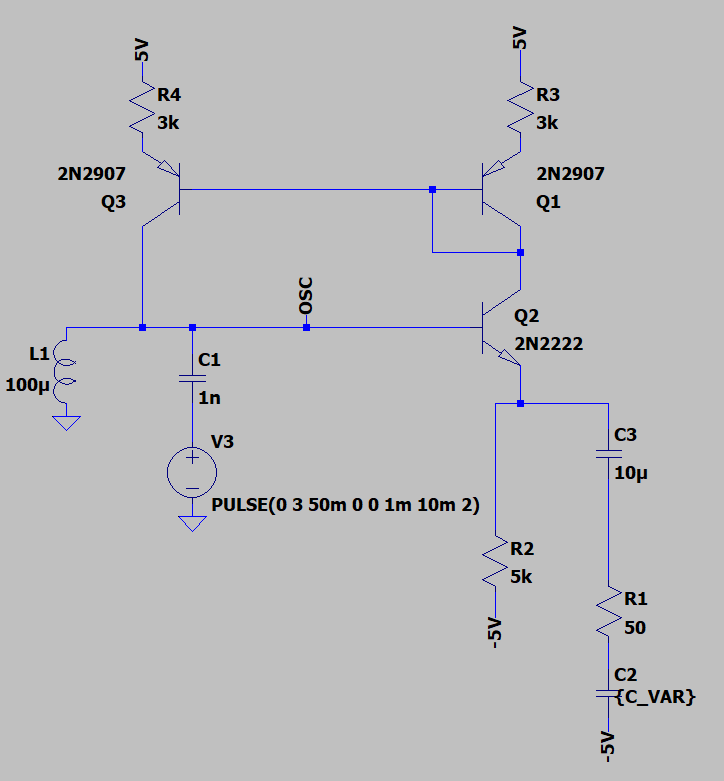 5V
5V
R4
3k
R3
3k
2N2907
Q3
2N2907
Q1
OSC
Q2
2N2222
L1
100µ
C1
1n
V3
PULSE(0 3 50m 0 0 1m 10m 2)
C3
10µ
R2
5k
R1
50
-5V
C2
{C_VAR}
-5V